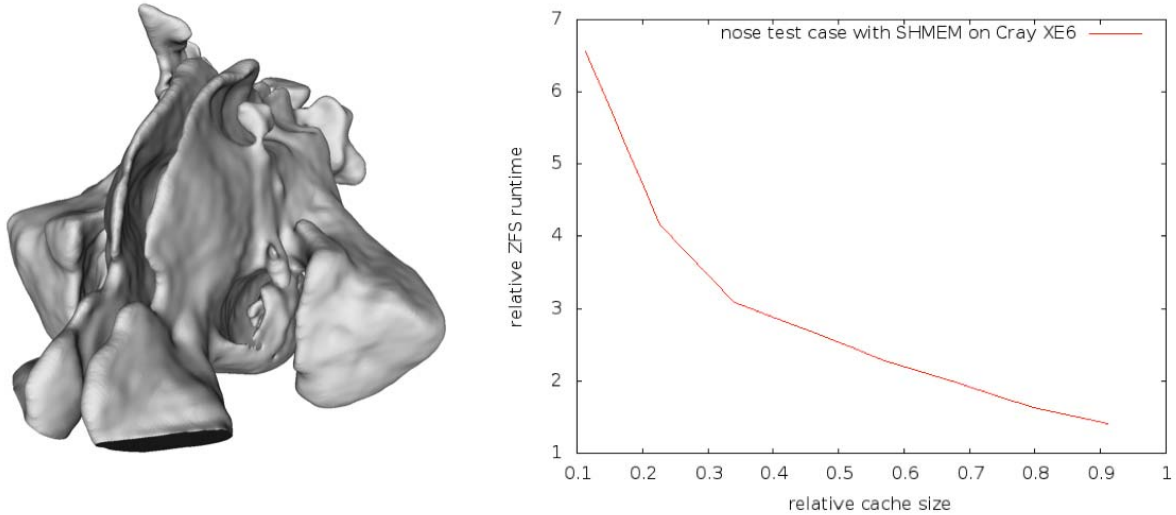 nose test case with SHMEM on Cray XE6
7
6
5
4
3
2
1
relative ZFS runtime
0.1 0.2 0.3 0.4 0.5 0.6 0.7 0.8 0.9 1
relative cache size